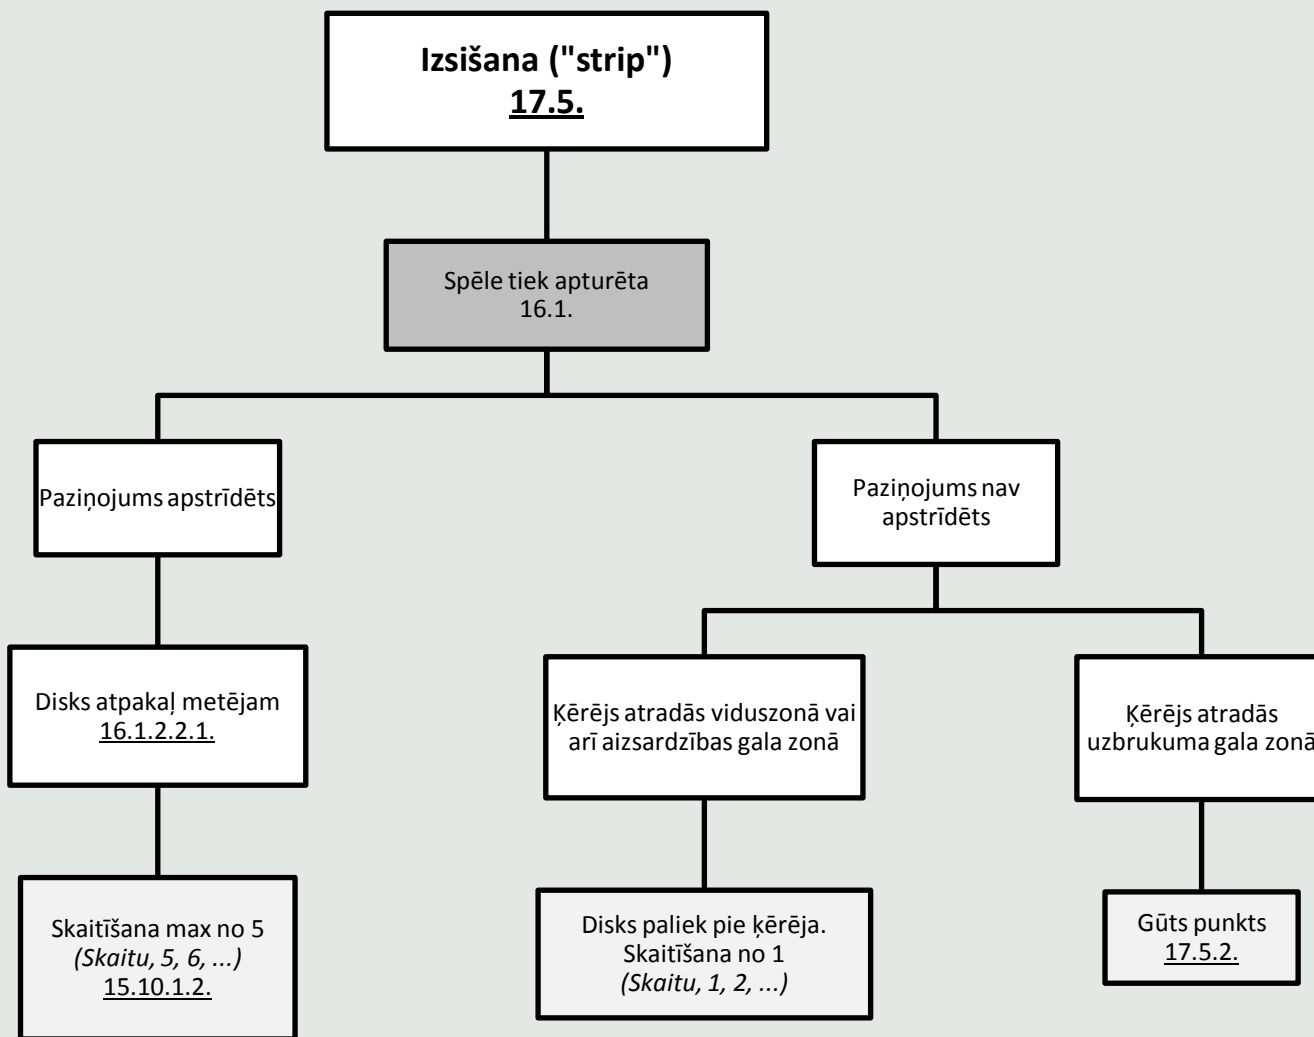 Izsišana ("strip")
17.5.
Spēle tiek apturēta
16.1.
Paziņojums apstrīdēts
Paziņojums nav
apstrīdēts
Disks atpakaļ metējam
16.1.2.2.1.
Ķērējs atradās viduszonā vai
arī aizsardzības gala zonā
Ķērējs atradās
uzbrukuma gala zonā
Skaitīšana max no 5
(Skaitu, 5, 6, ...)
15.10.1.2.
Disks paliek pie ķērēja.
Skaitīšana no 1
(Skaitu, 1, 2, ...)
Gūts punkts
17.5.2.